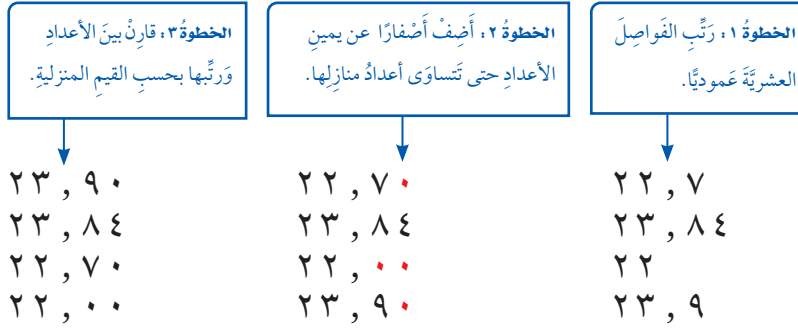 الخطوةُ ١ : رَتِّبِ الفَواصِلَ
العشريَّةَ عَموديًّا.
٢٢,٧
٢٣,٨٤
٢٢
٢٣,٩
الخطوةُ ٢ : أَضِفْ أَصْفارًا عن يمينِ
الأعدادِ حتى تَتساوَى أعدادُ منازِلِها.
٢٢,٧٠
٢٣,٨٤
٢٢,٠٠
٢٣,٩٠
الخطوةُ ٣ : قارِنْ بينَ الأعدادِ
وَرتِّبها بحسبِ القيمِ المنزليةِ.
٢٣,٩٠
٢٣,٨٤
٢٢,٧٠
٢٢,٠٠